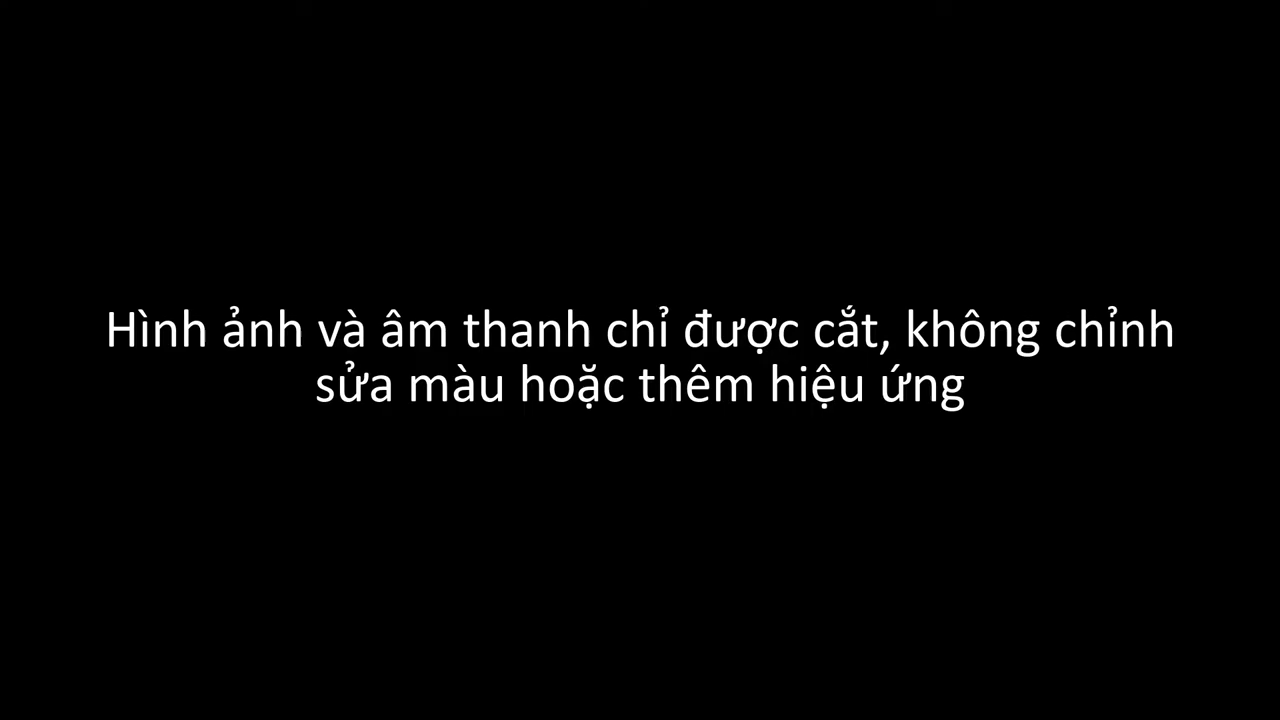 Hình ảnh và âm thanh chỉ được cắt, không chỉnh
sửa màu hoặc thêm hiệu ứng